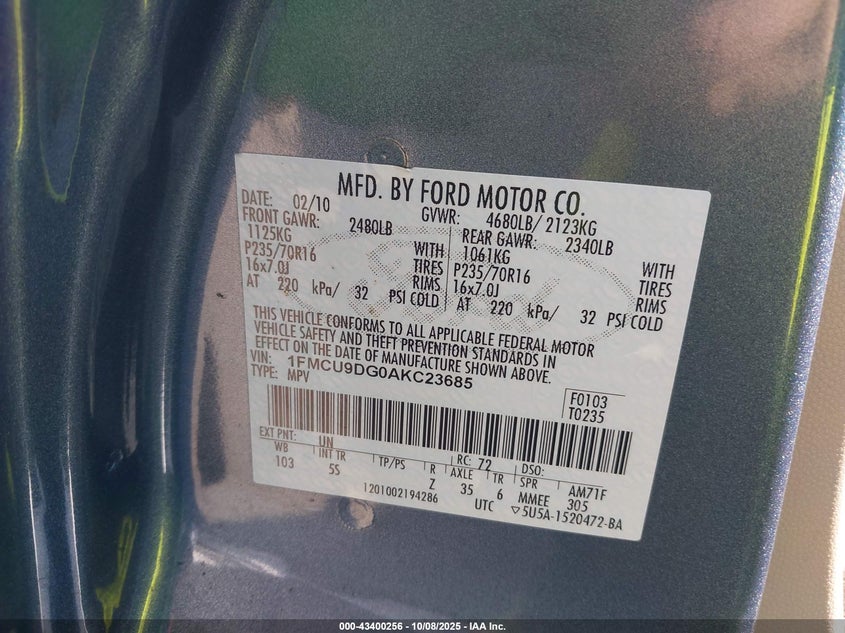 MFD. BY FORD MOTOR CO.
DATE: 02/10 GVWR: 4680LB/ 2123KG
FRONT GAWR: 2480LB REAR GAWR: 2340LB
1125KG WITH 1061KG WITH
P235/70R16 TIRES P235/70R16 TIRES
16x7.0J RIMS 16x7.0J RIMS
AT 220 kPa/ 32 PSI COLD AT 220 kPa/ 32 PSI COLD
THIS VEHICLE CONFORMS TO ALL APPLICABLE FEDERAL MOTOR
VEHICLE SAFETY AND THEFT PREVENTION STANDARDS IN
EFFECT ON THE DATE OF MANUFACTURE SHOWN ABOVE.
VIN: 1FMCU9DG0AKC23685
TYPE: MPV
F0103
T0235
EXT PNT: UN RC: 72 DSO:
WB INT TR TP/PS R AXLE TR SPR
103 5S Z 35 6 MMEE AM71F
305
1201002194286 UTC ▽5U5A-1520472-BA
000-43400256 | 10/08/2025 | IAA Inc.